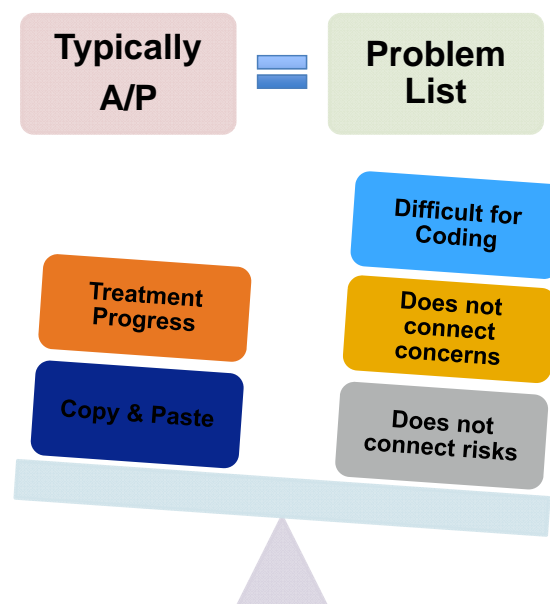 Typically
A/P
Problem
List
Difficult for
Coding
Treatment
Progress
Does not
connect
concerns
Copy & Paste
Does not
connect risks